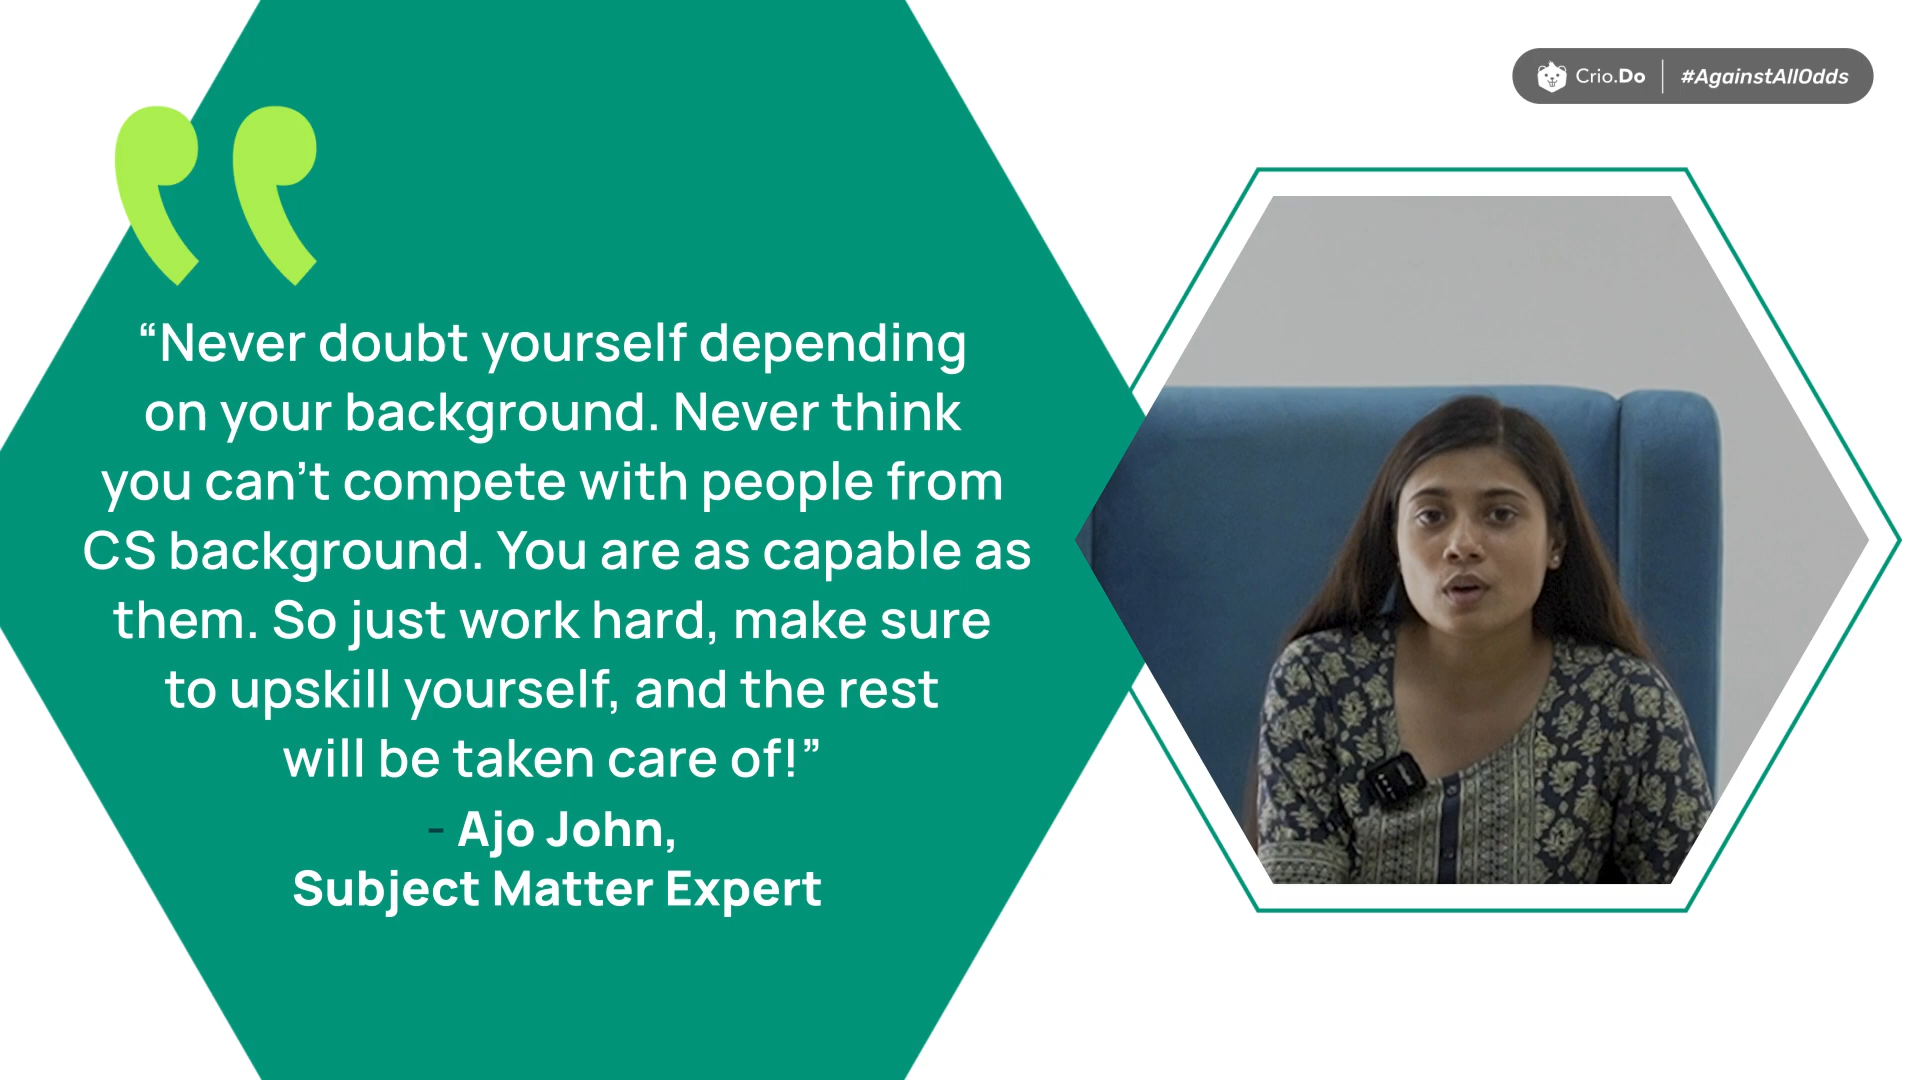 Crio.Do | #AgainstAllOdds
“Never doubt yourself depending
on your background. Never think
you can’t compete with people from
CS background. You are as capable as
them. So just work hard, make sure
to upskill yourself, and the rest
will be taken care of!”
- Ajo John,
Subject Matter Expert